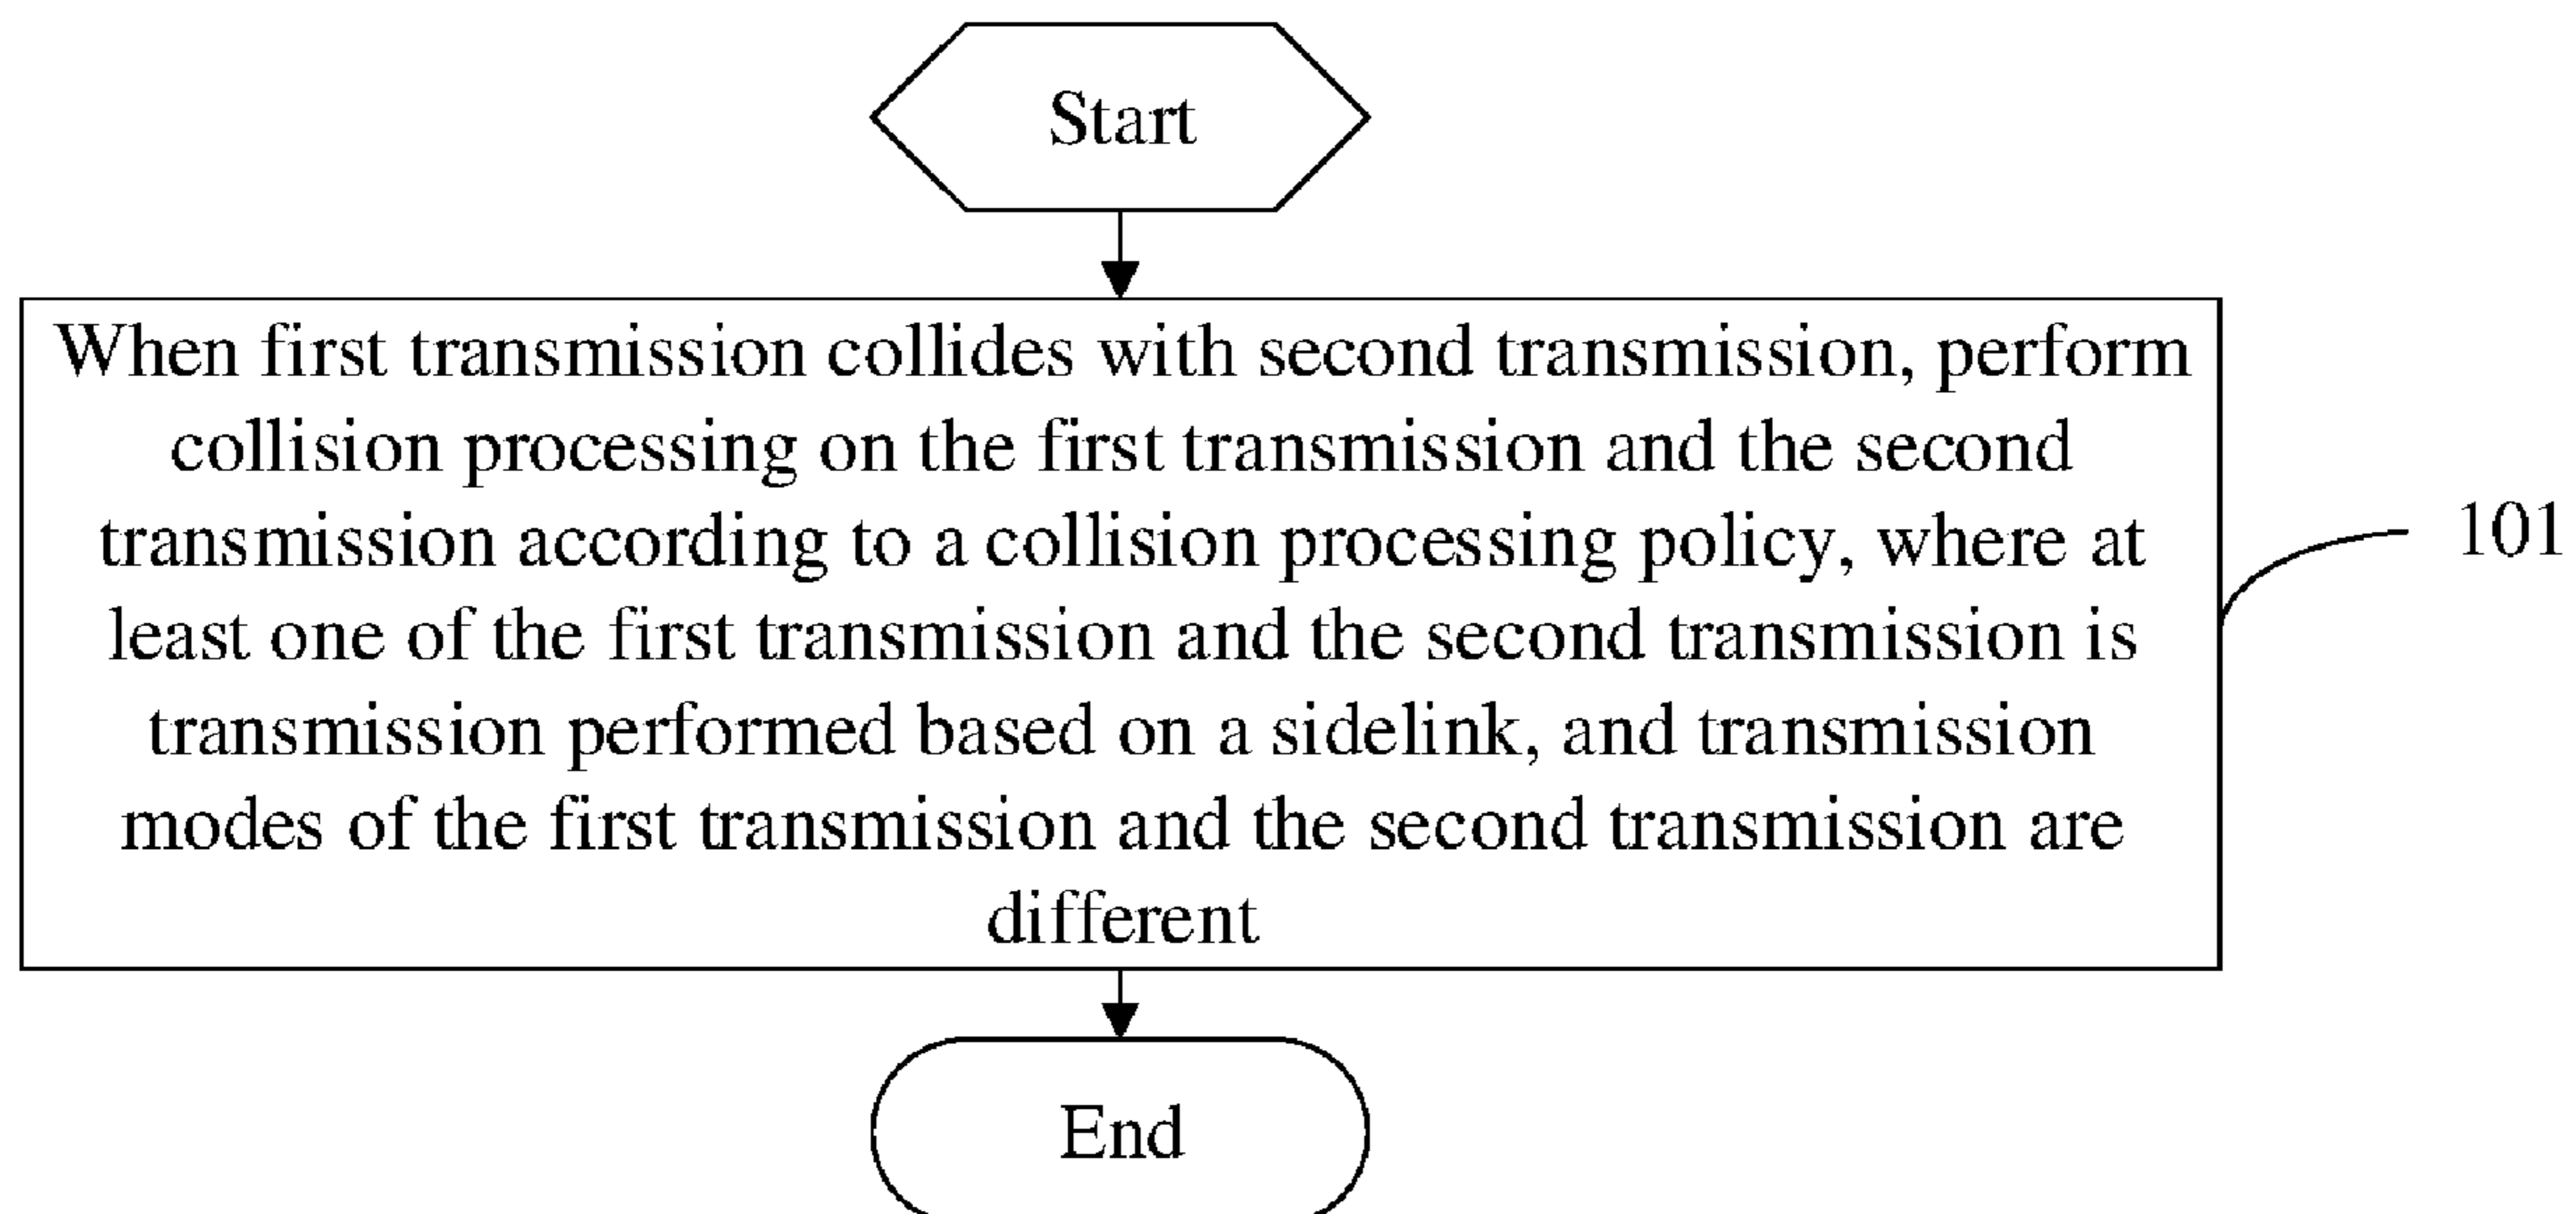 Start
When first transmission collides with second transmission, perform
collision processing on the first transmission and the second
transmission according to a collision processing policy, where at
least one of the first transmission and the second transmission is
transmission performed based on a sidelink, and transmission
modes of the first transmission and the second transmission are
different
101
End